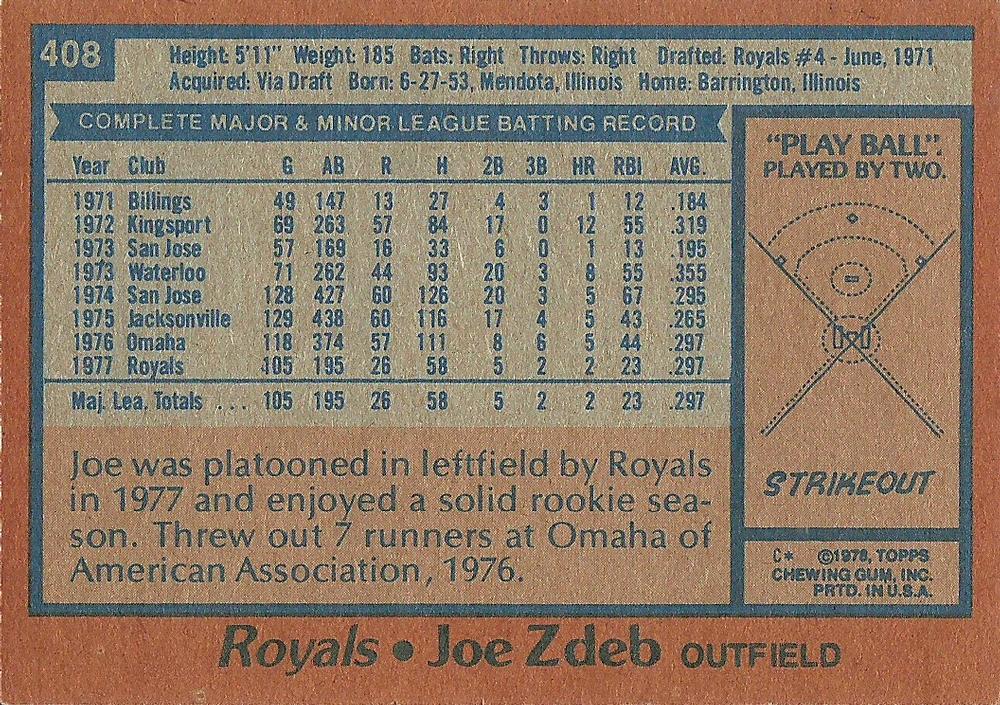 408
Height: 5'11" Weight: 185 Bats: Right Throws: Right Drafted: Royals #4 - June, 1971
Acquired: Via Draft Born: 6-27-53, Mendota, Illinois Home: Barrington, Illinois
COMPLETE MAJOR & MINOR LEAGUE BATTING RECORD
Year Club G AB R H 2B 3B HR RBI AVG.
1971 Billings 49 147 13 27 4 3 1 12 .184
1972 Kingsport 69 263 57 84 17 0 12 55 .319
1973 San Jose 57 169 16 33 6 0 1 13 .195
1973 Waterloo 71 262 44 93 20 3 8 55 .355
1974 San Jose 128 427 60 126 20 3 5 67 .295
1975 Jacksonville 129 438 60 116 17 4 5 43 .265
1976 Omaha 118 374 57 111 8 6 5 44 .297
1977 Royals 105 195 26 58 5 2 2 23 .297
Maj. Lea. Totals ... 105 195 26 58 5 2 2 23 .297
Joe was platooned in leftfield by Royals
in 1977 and enjoyed a solid rookie sea-
son. Threw out 7 runners at Omaha of
American Association, 1976.
"PLAY BALL".
PLAYED BY TWO.
STRIKEOUT
C* ©1978, TOPPS
CHEWING GUM, INC.
PRTD. IN U.S.A.
Royals • Joe Zdeb OUTFIELD